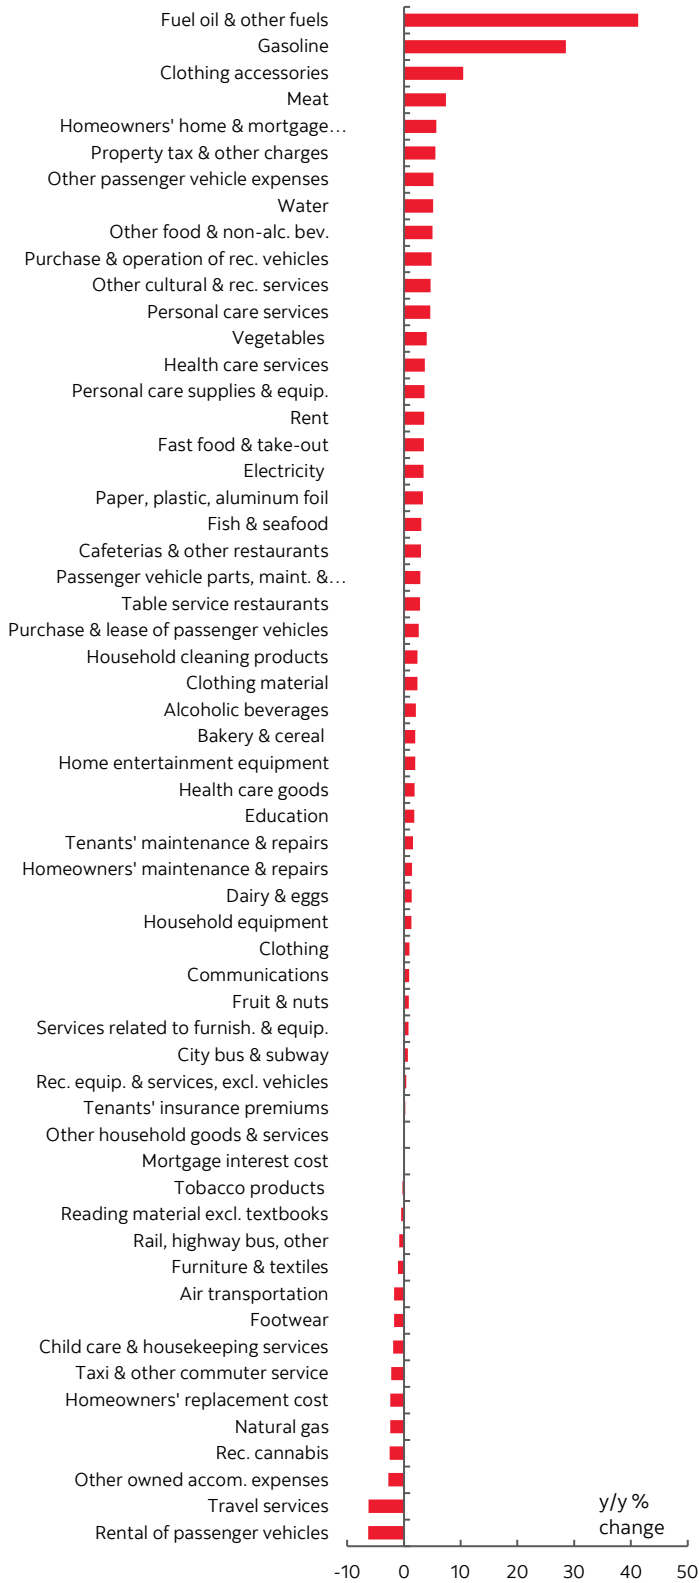 Fuel oil & other fuels
Gasoline
Clothing accessories
Meat
Homeowners' home & mortgage…
Property tax & other charges
Other passenger vehicle expenses
Water
Other food & non-alc. bev.
Purchase & operation of rec. vehicles
Other cultural & rec. services
Personal care services
Vegetables
Health care services
Personal care supplies & equip.
Rent
Fast food & take-out
Electricity
Paper, plastic, aluminum foil
Fish & seafood
Cafeterias & other restaurants
Passenger vehicle parts, maint. &…
Table service restaurants
Purchase & lease of passenger vehicles
Household cleaning products
Clothing material
Alcoholic beverages
Bakery & cereal
Home entertainment equipment
Health care goods
Education
Tenants' maintenance & repairs
Homeowners' maintenance & repairs
Dairy & eggs
Household equipment
Clothing
Communications
Fruit & nuts
Services related to furnish. & equip.
City bus & subway
Rec. equip. & services, excl. vehicles
Tenants' insurance premiums
Other household goods & services
Mortgage interest cost
Tobacco products
Reading material excl. textbooks
Rail, highway bus, other
Furniture & textiles
Air transportation
Footwear
Child care & housekeeping services
Taxi & other commuter service
Homeowners' replacement cost
Natural gas
Rec. cannabis
Other owned accom. expenses
Travel services
Rental of passenger vehicles
y/y %
change
-10 0 10 20 30 40 50